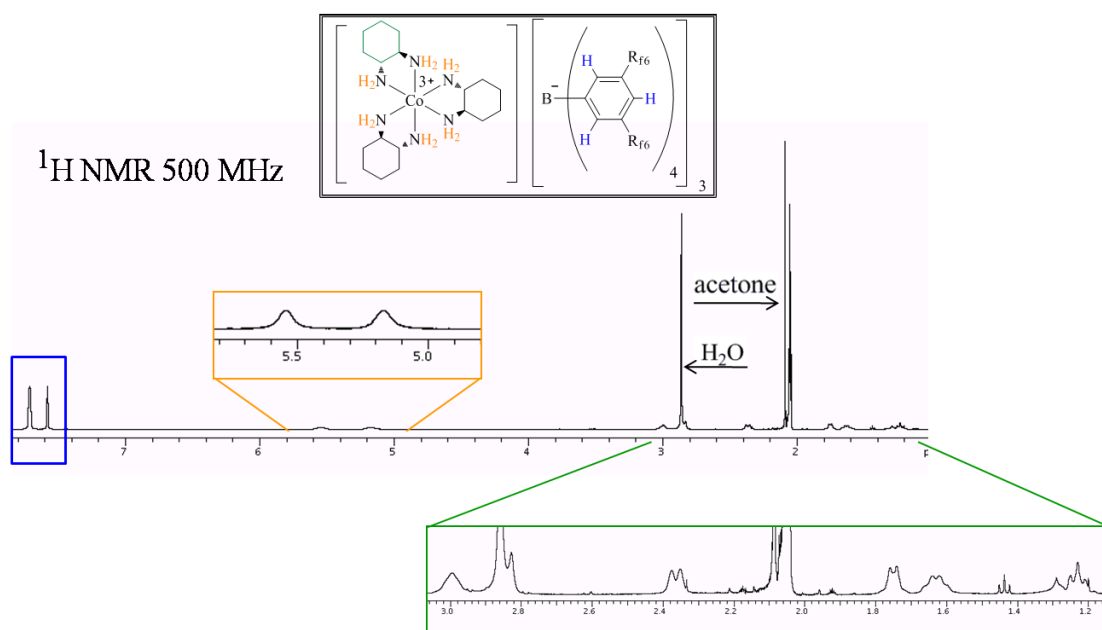 H₂N
NH₂
H₂
N
3+
H₂N
Co
N
H₂
H₂N
NH₂
3
B⁻
H
R_f6
H
H
R_f6
4
¹H NMR 500 MHz
acetone
H₂O
5.5 5.0
7 6 5 4 3 2
3.0 2.8 2.6 2.4 2.2 2.0 1.8 1.6 1.4 1.2